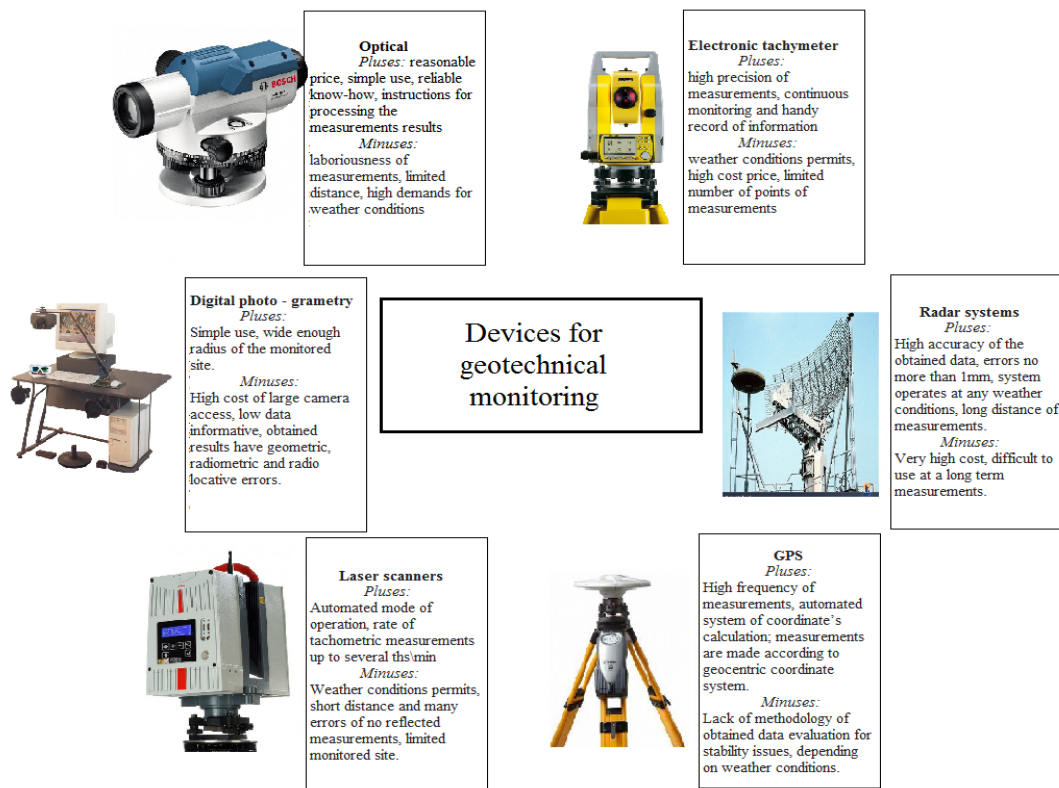 Optical
Pluses: reasonable
price, simple use, reliable
know-how, instructions for
processing the
measurements results
Minuses:
laboriousness of
measurements, limited
distance, high demands for
weather conditions
BOSCH
Electronic tachymeter
Pluses:
high precision of
measurements, continuous
monitoring and handy
record of information
Minuses:
weather conditions permits,
high cost price, limited
number of points of
measurements
Digital photo - grametry
Pluses:
Simple use, wide enough
radius of the monitored
site.
Minuses:
High cost of large camera
access, low data
informative, obtained
results have geometric,
radiometric and radio
locative errors.
Devices for
geotechnical
monitoring
Radar systems
Pluses:
High accuracy of the
obtained data, errors no
more than 1mm, system
operates at any weather
conditions, long distance of
measurements.
Minuses:
Very high cost, difficult to
use at a long term
measurements.
Laser scanners
Pluses:
Automated mode of
operation, rate of
tachometric measurements
up to several ths\min
Minuses:
Weather conditions permits,
short distance and many
errors of no reflected
measurements, limited
monitored site.
GPS
Pluses:
High frequency of
measurements, automated
system of coordinate’s
calculation; measurements
are made according to
geocentric coordinate
system.
Minuses:
Lack of methodology of
obtained data evaluation for
stability issues, depending
on weather conditions.